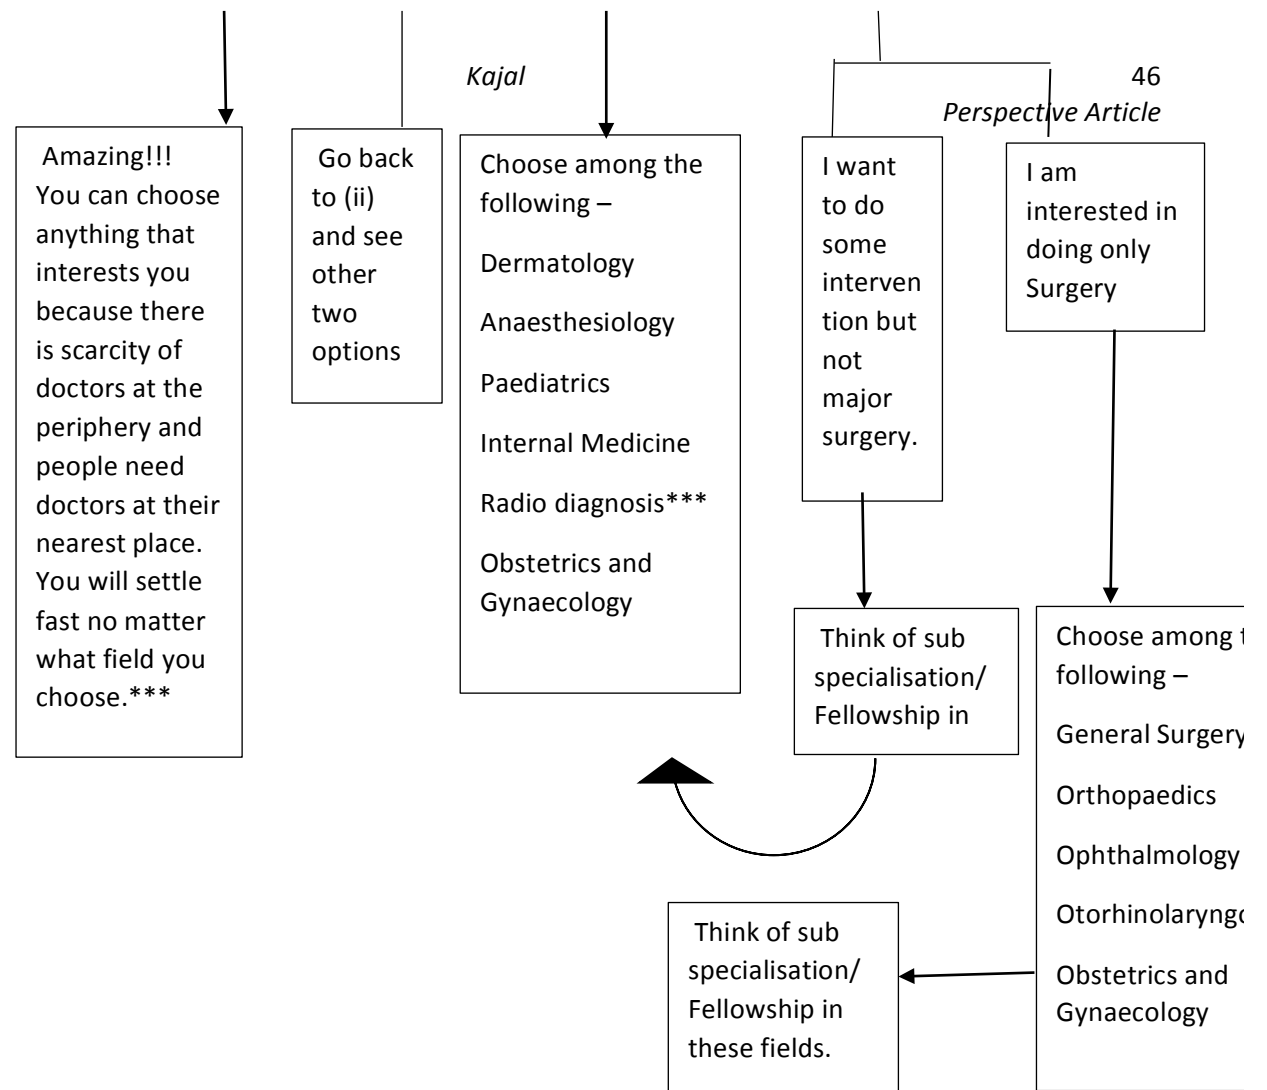 Kajal
46
Perspective Article
Amazing!!!
You can choose
anything that
interests you
because there
is scarcity of
doctors at the
periphery and
people need
doctors at their
nearest place.
You will settle
fast no matter
what field you
choose.***
Go back
to (ii)
and see
other
two
options
Choose among the
following –
Dermatology
Anaesthesiology
Paediatrics
Internal Medicine
Radio diagnosis***
Obstetrics and
Gynaecology
I want
to do
some
interven
tion but
not
major
surgery.
I am
interested in
doing only
Surgery
Think of sub
specialisation/
Fellowship in
Choose among
following –
General Surgery
Orthopaedics
Ophthalmology
Obstetrics and
Gynaecology
Think of sub
specialisation/
Fellowship in
these fields.